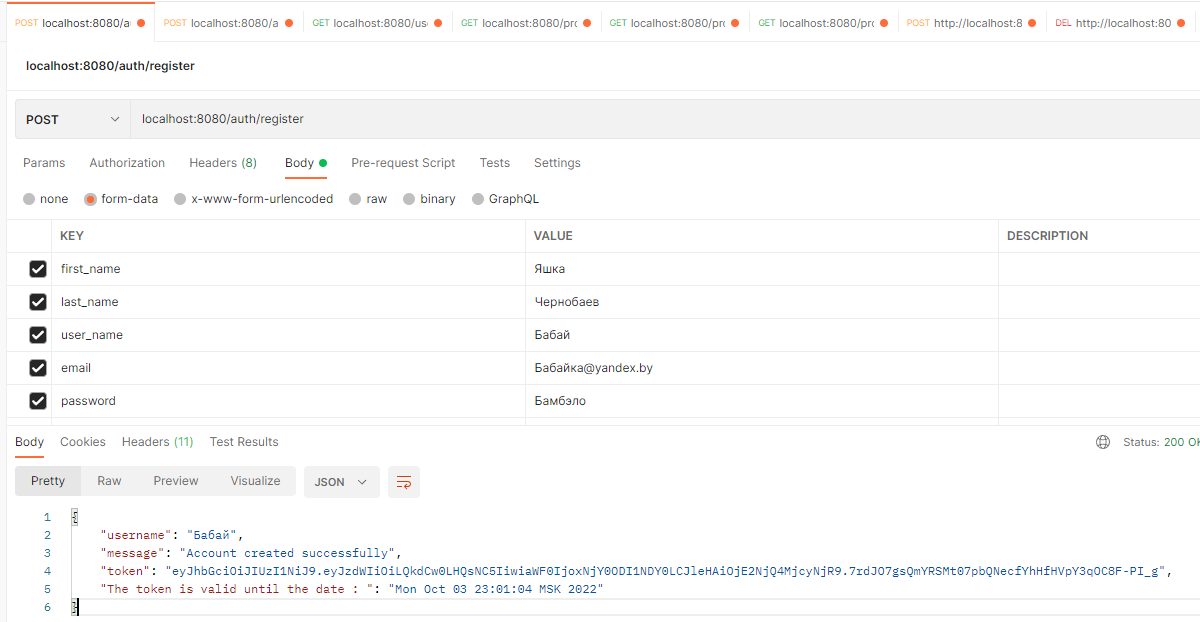 POST localhost:8080/a POST localhost:8080/a GET localhost:8080/use GET localhost:8080/pro GET localhost:8080/pro GET localhost:8080/pro POST http://localhost:8 DEL http://localhost:80
localhost:8080/auth/register
POST localhost:8080/auth/register
Params Authorization Headers (8) Body Pre-request Script Tests Settings
none form-data x-www-form-urlencoded raw binary GraphQL
KEY VALUE DESCRIPTION
first_name Яшка
last_name Чернобаев
user_name Бабай
email Бабайка@yandex.by
password Бамбэло
Body Cookies Headers (11) Test Results Status: 200 OK
Pretty Raw Preview Visualize JSON
1 {
2 "username": "Бабай",
3 "message": "Account created successfully",
4 "token": "eyJhbGciOiJIUzI1NiJ9.eyJzdWIiOiLQkdCw0LHQsNC5IiwiaWF0IjoxNjY0ODI1NDY0LCJleHAiOjE2NjQ4MjcyNjR9.7rdJO7gsQmYRSMt07pbQNecfYhHfHVpY3qOC8F-PI_g",
5 "The token is valid until the date : ": "Mon Oct 03 23:01:04 MSK 2022"
6 }